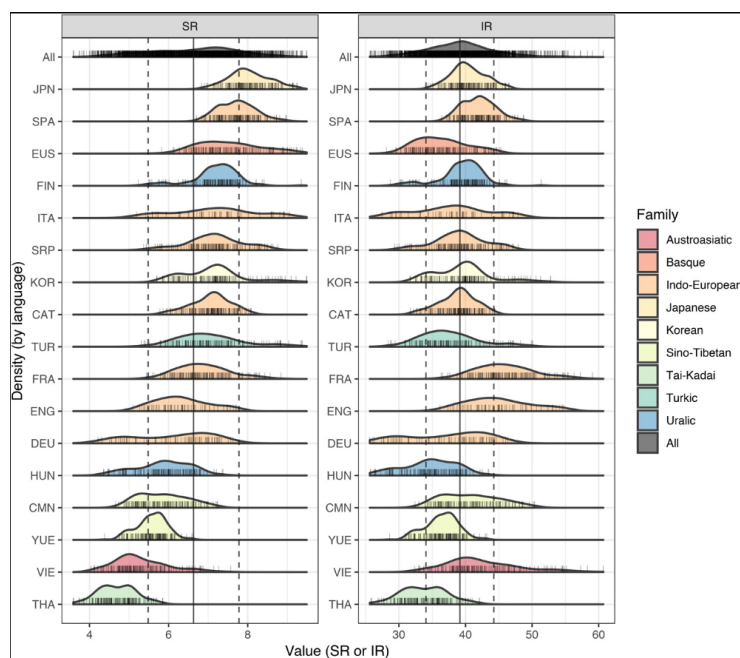 SR
IR
Density (by language)
All
JPN
SPA
EUS
FIN
ITA
SRP
KOR
CAT
TUR
FRA
ENG
DEU
HUN
CMN
YUE
VIE
THA
All
JPN
SPA
EUS
FIN
ITA
SRP
KOR
CAT
TUR
FRA
ENG
DEU
HUN
CMN
YUE
VIE
THA
4 6 8
30 40 50 60
Value (SR or IR)
Family
Austroasiatic
Basque
Indo-European
Japanese
Korean
Sino-Tibetan
Tai-Kadai
Turkic
Uralic
All